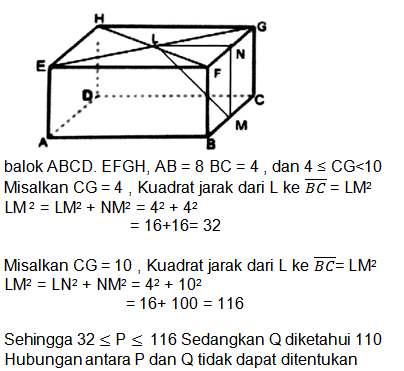 H
G
L
N
E
F
D
C
M
A
B
balok ABCD. EFGH, AB = 8 BC = 4 , dan 4 ≤ CG<10
Misalkan CG = 4 , Kuadrat jarak dari L ke B͞C͞ = LM²
LM² = LM² + NM² = 4² + 4²
= 16+16= 32
Misalkan CG = 10 , Kuadrat jarak dari L ke B͞C͞= LM²
LM² = LN² + NM² = 4² + 10²
= 16+ 100 = 116
Sehingga 32 ≤ P ≤ 116 Sedangkan Q diketahui 110
Hubungan antara P dan Q tidak dapat ditentukan